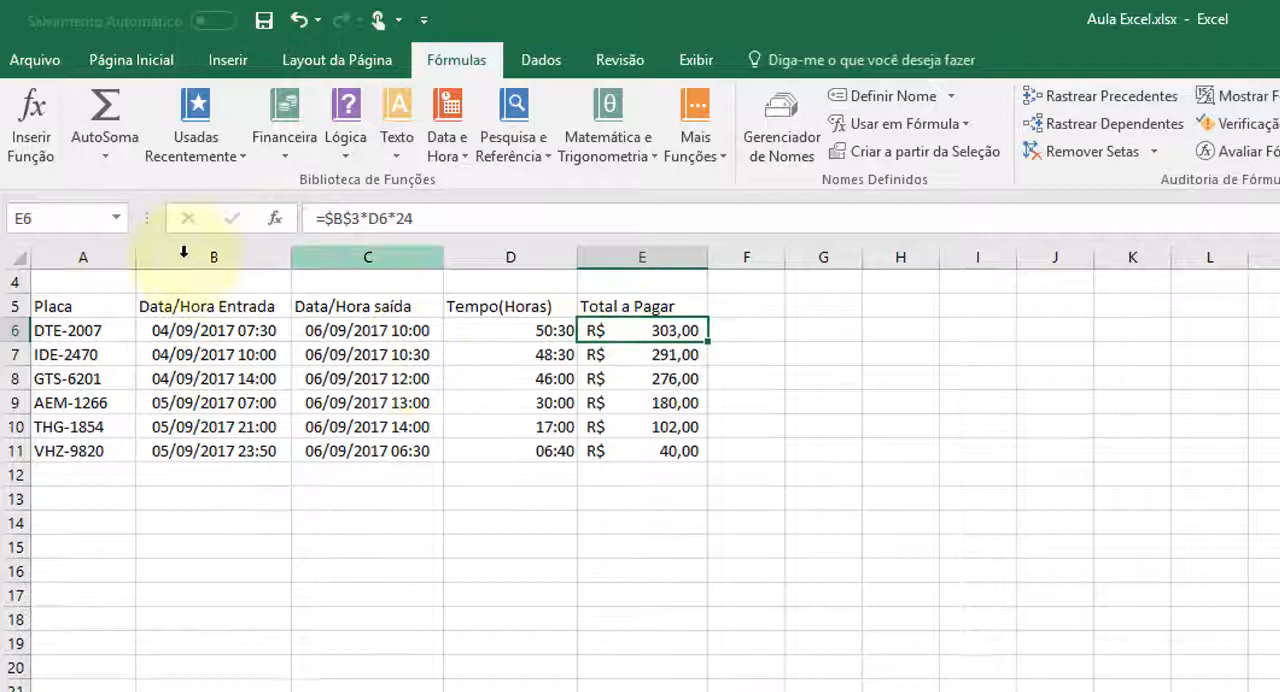 Salvamento Automático
Aula Excel.xlsx - Excel
Arquivo Página Inicial Inserir Layout da Página Fórmulas Dados Revisão Exibir Diga-me o que você deseja fazer
fx Inserir Função
AutoSoma
Usadas Recentemente
Financeira
Lógica
Texto
Data e Hora
Pesquisa e Referência
Matemática e Trigonometria
Mais Funções
Biblioteca de Funções
Gerenciador de Nomes
Definir Nome
Usar em Fórmula
Criar a partir da Seleção
Nomes Definidos
Rastrear Precedentes
Rastrear Dependentes
Remover Setas
Mostrar F
Verificaçã
Avaliar Fó
Auditoria de Fórmu
E6 fx =$B$3*D6*24
A B C D E F G H I J K L
4
5 Placa Data/Hora Entrada Data/Hora saída Tempo(Horas) Total a Pagar
6 DTE-2007 04/09/2017 07:30 06/09/2017 10:00 50:30 R$ 303,00
7 IDE-2470 04/09/2017 10:00 06/09/2017 10:30 48:30 R$ 291,00
8 GTS-6201 04/09/2017 14:00 06/09/2017 12:00 46:00 R$ 276,00
9 AEM-1266 05/09/2017 07:00 06/09/2017 13:00 30:00 R$ 180,00
10 THG-1854 05/09/2017 21:00 06/09/2017 14:00 17:00 R$ 102,00
11 VHZ-9820 05/09/2017 23:50 06/09/2017 06:30 06:40 R$ 40,00
12
13
14
15
16
17
18
19
20
21